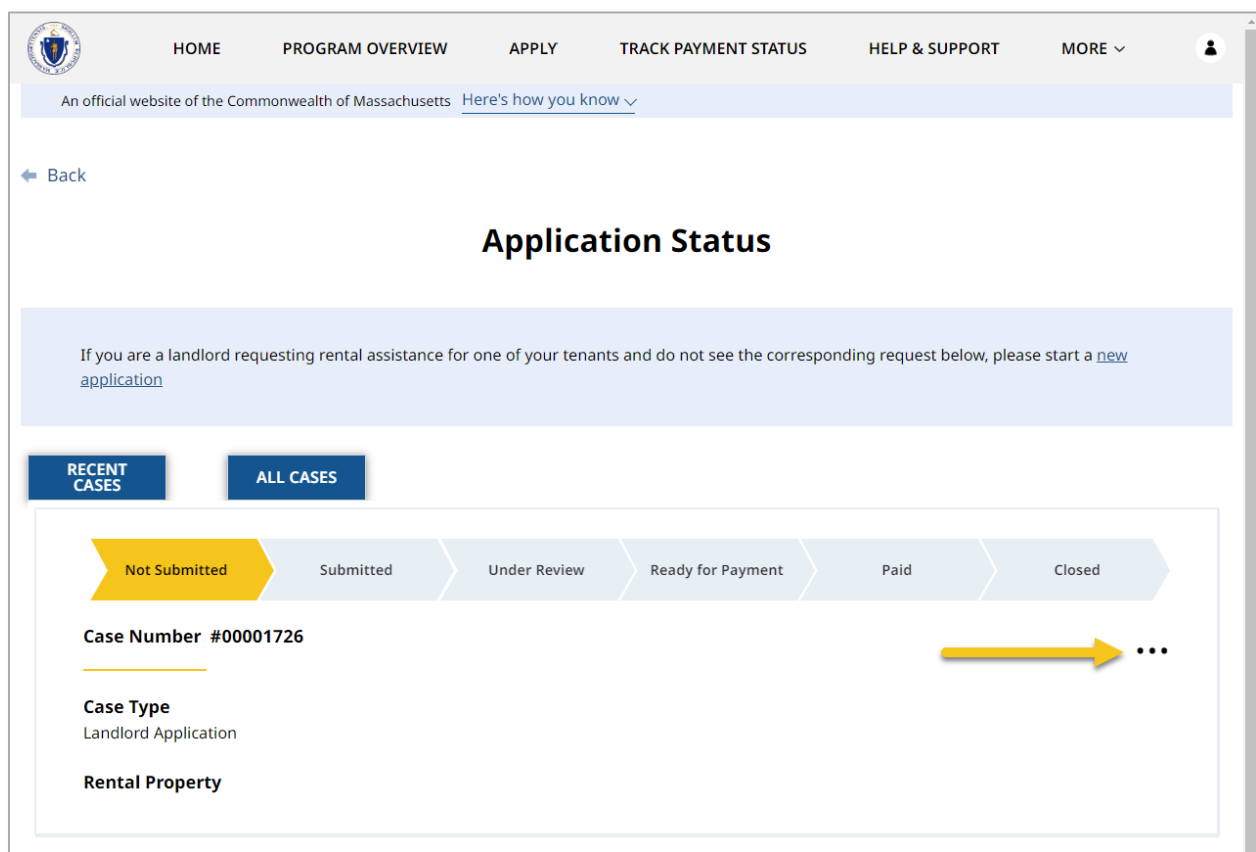 HOME PROGRAM OVERVIEW APPLY TRACK PAYMENT STATUS HELP & SUPPORT MORE
An official website of the Commonwealth of Massachusetts Here's how you know
Back
Application Status
If you are a landlord requesting rental assistance for one of your tenants and do not see the corresponding request below, please start a new
application
RECENT
CASES
ALL CASES
Not Submitted Submitted Under Review Ready for Payment Paid Closed
Case Number #00001726
Case Type
Landlord Application
Rental Property